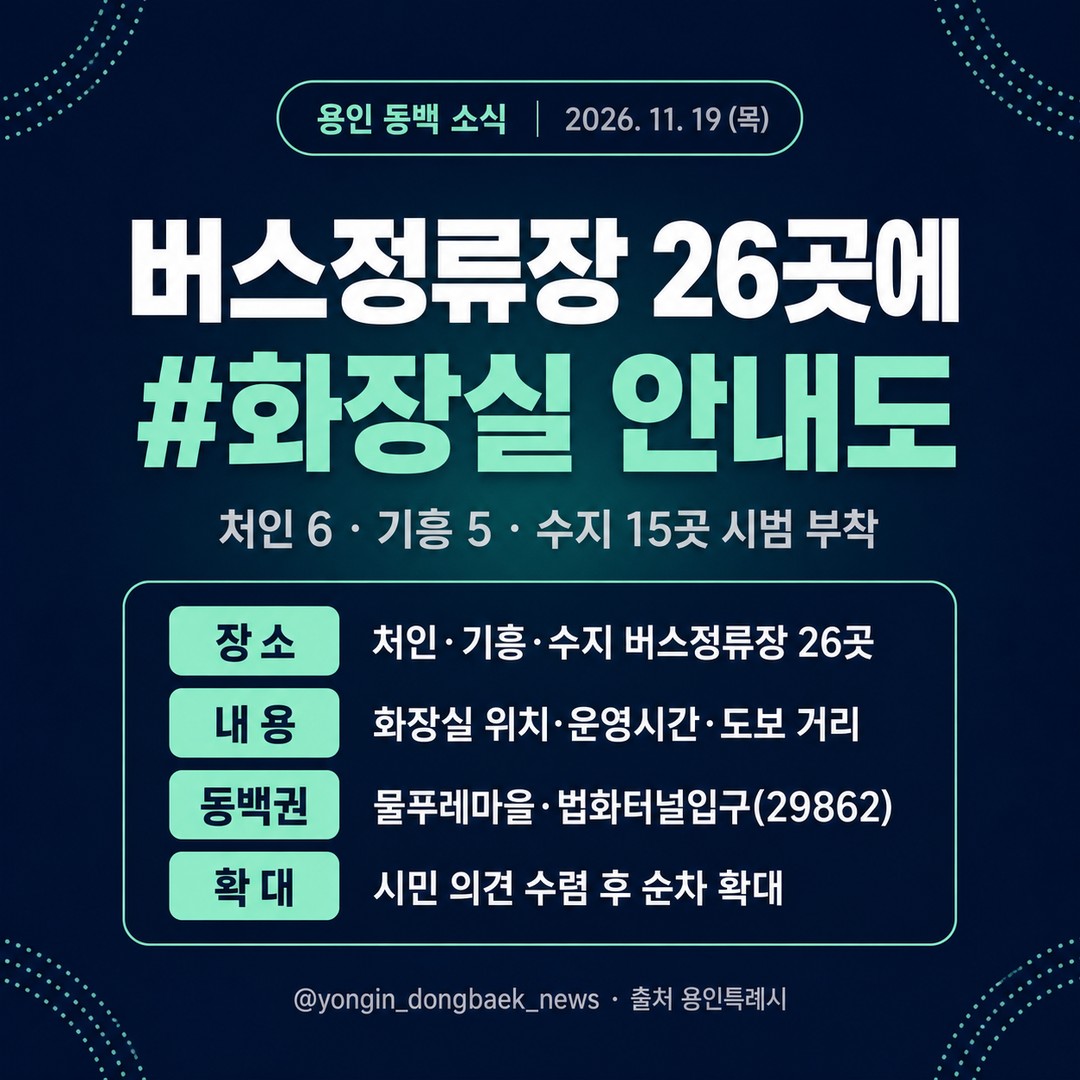 용인 동백 소식 | 2026. 11. 19 (목)
버스정류장 26곳에
#화장실 안내도
처인 6 · 기흥 5 · 수지 15곳 시범 부착
장 소 처인·기흥·수지 버스정류장 26곳
내 용 화장실 위치·운영시간·도보 거리
동백권 물푸레마을·법화터널입구(29862)
확 대 시민 의견 수렴 후 순차 확대
@yongin_dongbaek_news · 출처 용인특례시